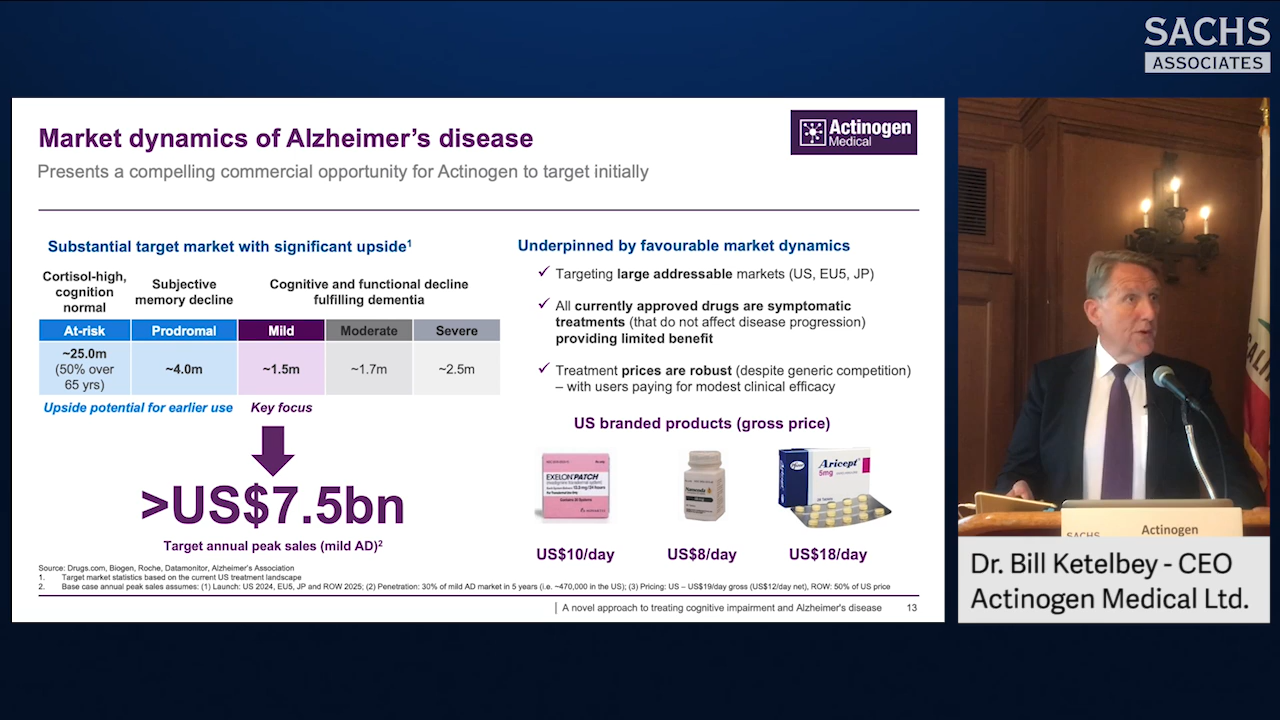 SACHS
ASSOCIATES
Market dynamics of Alzheimer's disease
Actinogen
Medical
Presents a compelling commercial opportunity for Actinogen to target initially
Substantial target market with significant upside1
Cortisol-high,
cognition
normal
Subjective
memory decline
Cognitive and functional decline
fulfilling dementia
At-risk
Prodromal
Mild
Moderate
Severe
~25.0m
(50% over
65 yrs)
~4.0m
~1.5m
~1.7m
~2.5m
Upside potential for earlier use
Key focus
>US$7.5bn
Target annual peak sales (mild AD)2
Underpinned by favourable market dynamics
✓ Targeting large addressable markets (US, EU5, JP)
✓ All currently approved drugs are symptomatic
treatments (that do not affect disease progression)
providing limited benefit
✓ Treatment prices are robust (despite generic competition)
– with users paying for modest clinical efficacy
US branded products (gross price)
EXELON PATCH
Namenda
Pfizer
Aricept
5mg
US$10/day
US$8/day
US$18/day
Source: Drugs.com, Biogen, Roche, Datamonitor, Alzheimer's Association
1. Target market statistics based on the current US treatment landscape
2. Base case annual peak sales assumes: (1) Launch: US 2024, EU5, JP and ROW 2025; (2) Penetration: 30% of mild AD market in 5 years (i.e. ~470,000 in the US); (3) Pricing: US – US$19/day gross (US$12/day net), ROW: 50% of US price
A novel approach to treating cognitive impairment and Alzheimer's disease
13
SACHS
Actinogen
Dr. Bill Ketelbey - CEO
Actinogen Medical Ltd.